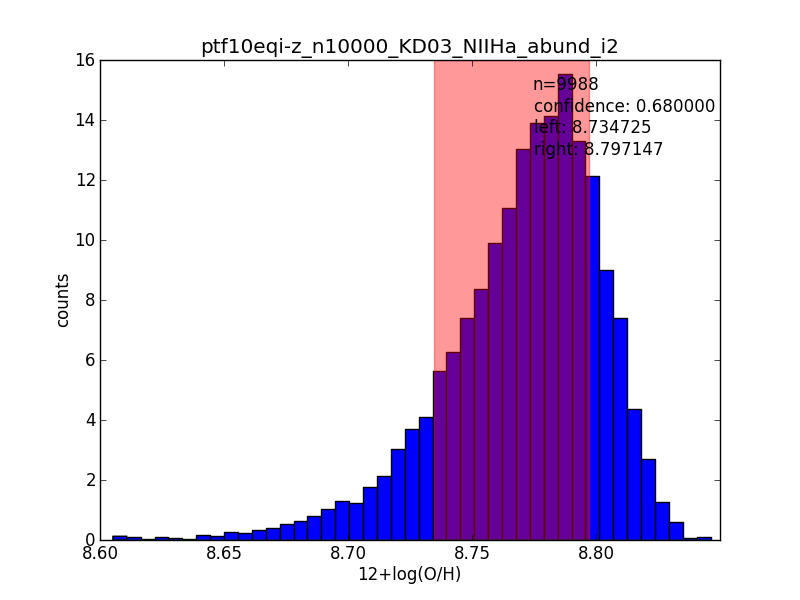 ptf10eqi-z_n10000_KD03_NIIHa_abund_i2
n=9988
confidence: 0.680000
left: 8.734725
right: 8.797147
counts
16
14
12
10
8
6
4
2
0
8.60 8.65 8.70 8.75 8.80
12+log(O/H)